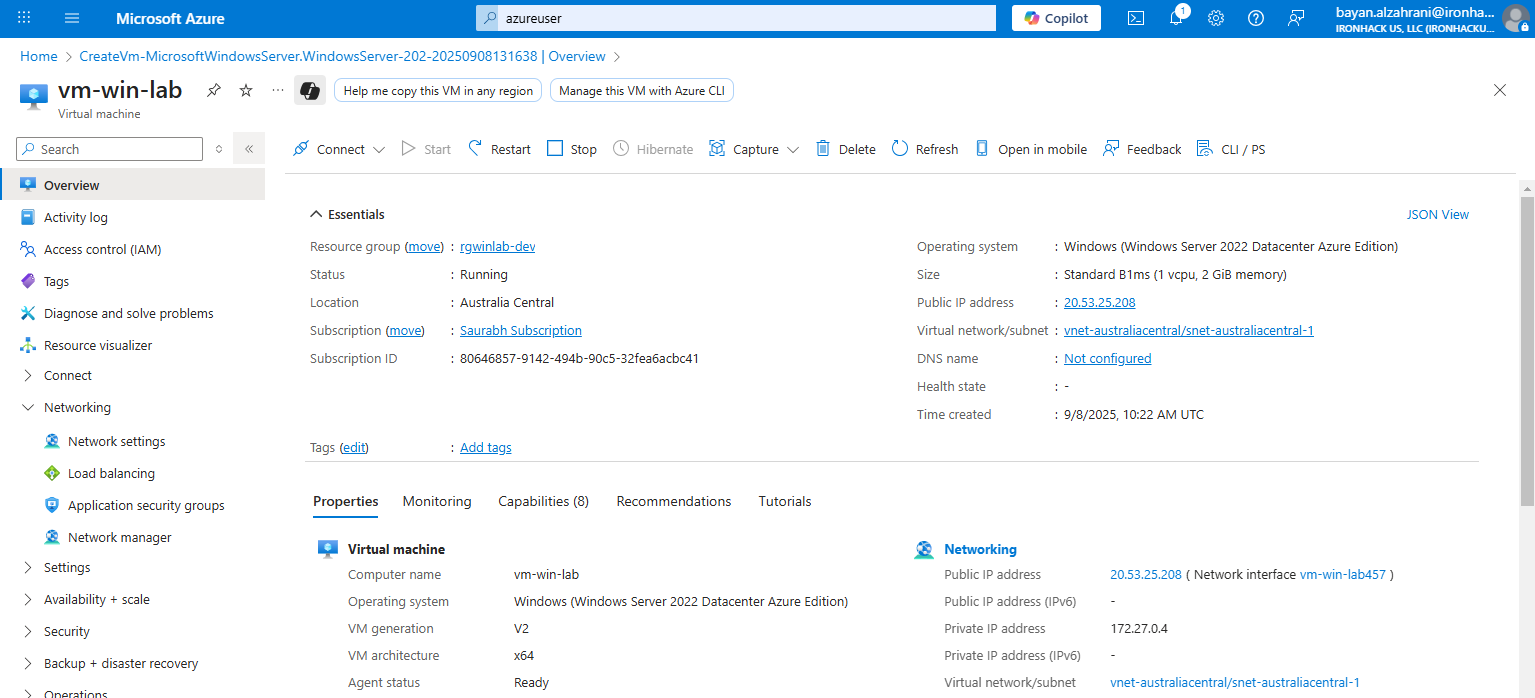 Microsoft Azure
azureuser
Copilot
1
bayan.alzahrani@ironha...
IRONHACK US, LLC (IRONHACKU...
Home > CreateVm-MicrosoftWindowsServer.WindowsServer-202-20250908131638 | Overview >
vm-win-lab
Virtual machine
Help me copy this VM in any region
Manage this VM with Azure CLI
Search
Connect
Start
Restart
Stop
Hibernate
Capture
Delete
Refresh
Open in mobile
Feedback
CLI / PS
Overview
Activity log
Access control (IAM)
Tags
Diagnose and solve problems
Resource visualizer
Connect
Networking
Network settings
Load balancing
Application security groups
Network manager
Settings
Availability + scale
Security
Backup + disaster recovery
Operations
Essentials
JSON View
Resource group (move) : rgwinlab-dev
Status : Running
Location : Australia Central
Subscription (move) : Saurabh Subscription
Subscription ID : 80646857-9142-494b-90c5-32fea6acbc41
Operating system : Windows (Windows Server 2022 Datacenter Azure Edition)
Size : Standard B1ms (1 vcpu, 2 GiB memory)
Public IP address : 20.53.25.208
Virtual network/subnet : vnet-australiacentral/snet-australiacentral-1
DNS name : Not configured
Health state : -
Time created : 9/8/2025, 10:22 AM UTC
Tags (edit) : Add tags
Properties
Monitoring
Capabilities (8)
Recommendations
Tutorials
Virtual machine
Computer name vm-win-lab
Operating system Windows (Windows Server 2022 Datacenter Azure Edition)
VM generation V2
VM architecture x64
Agent status Ready
Networking
Public IP address 20.53.25.208 ( Network interface vm-win-lab457 )
Public IP address (IPv6) -
Private IP address 172.27.0.4
Private IP address (IPv6) -
Virtual network/subnet vnet-australiacentral/snet-australiacentral-1